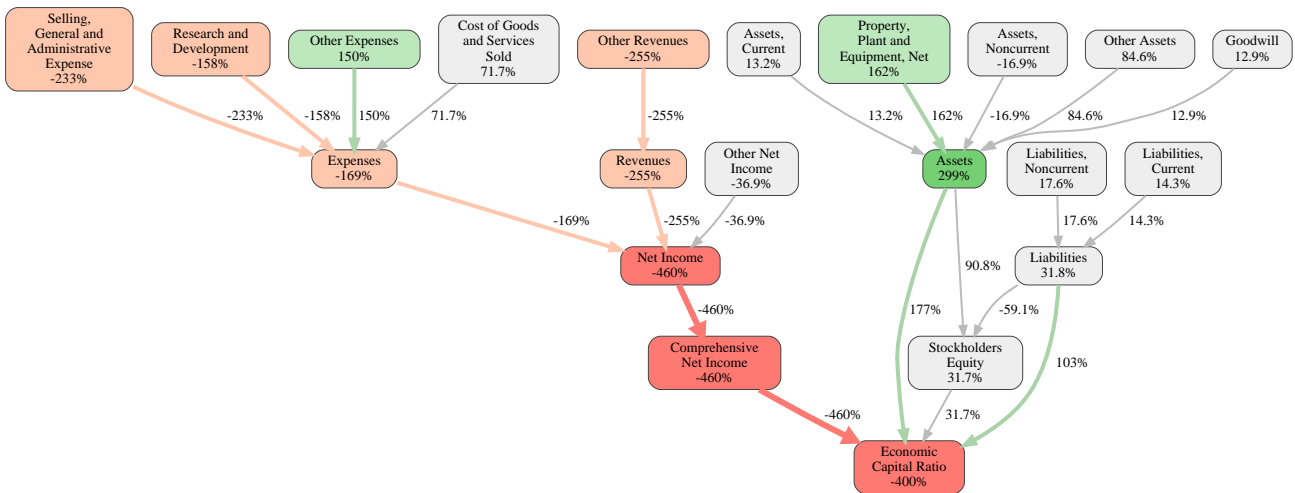 Selling,
General and
Administrative
Expense
-233%
Research and
Development
-158%
Other Expenses
150%
Cost of Goods
and Services
Sold
71.7%
Other Revenues
-255%
Assets,
Current
13.2%
Property,
Plant and
Equipment, Net
162%
Assets,
Noncurrent
-16.9%
Other Assets
84.6%
Goodwill
12.9%
-233%
-158%
150%
71.7%
-255%
13.2%
162%
-16.9%
84.6%
12.9%
Expenses
-169%
Revenues
-255%
Other Net
Income
-36.9%
Assets
299%
Liabilities,
Noncurrent
17.6%
Liabilities,
Current
14.3%
-169%
-255%
-36.9%
17.6%
14.3%
Net Income
-460%
90.8%
Liabilities
31.8%
-460%
177%
-59.1%
Comprehensive
Net Income
-460%
Stockholders
Equity
31.7%
103%
-460%
31.7%
Economic
Capital Ratio
-400%